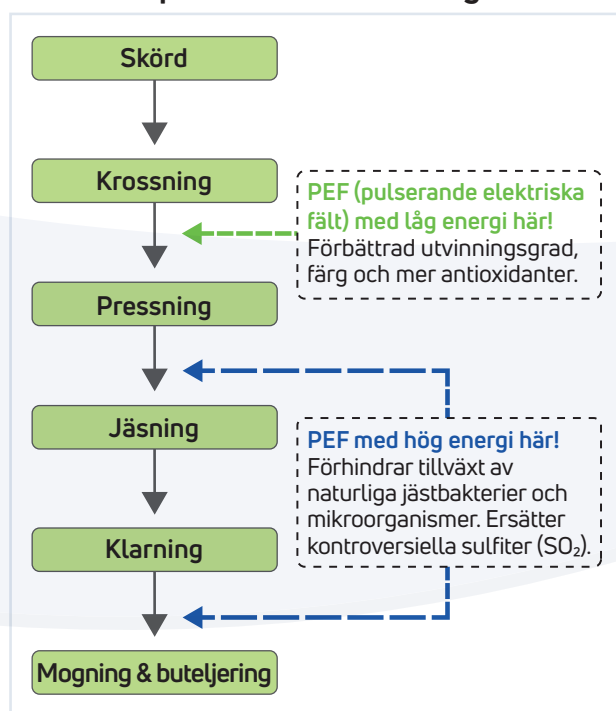 Skörd
Krossning
PEF (pulserande elektriska
fält) med låg energi här!
Förbättrad utvinningsgrad,
färg och mer antioxidanter.
Pressning
Jäsning
PEF med hög energi här!
Förhindrar tillväxt av
naturliga jästbakterier och
mikroorganismer. Ersätter
kontroversiella sulfiter (SO₂).
Klarning
Mogning & buteljering